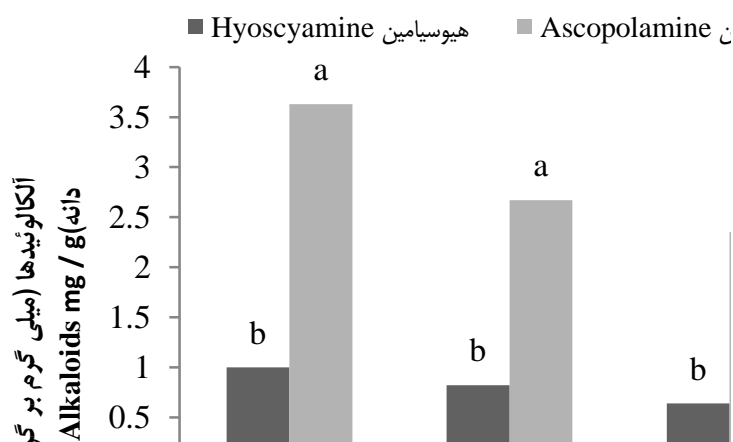 Hyoscyamine هیوسیامین Ascopolamine
4
3.5
3
2.5
2
1.5
1
0.5
a
a
b
b
b
آلکالوئیدها (میلی گرم بر
دانه)
Alkaloids mg / g